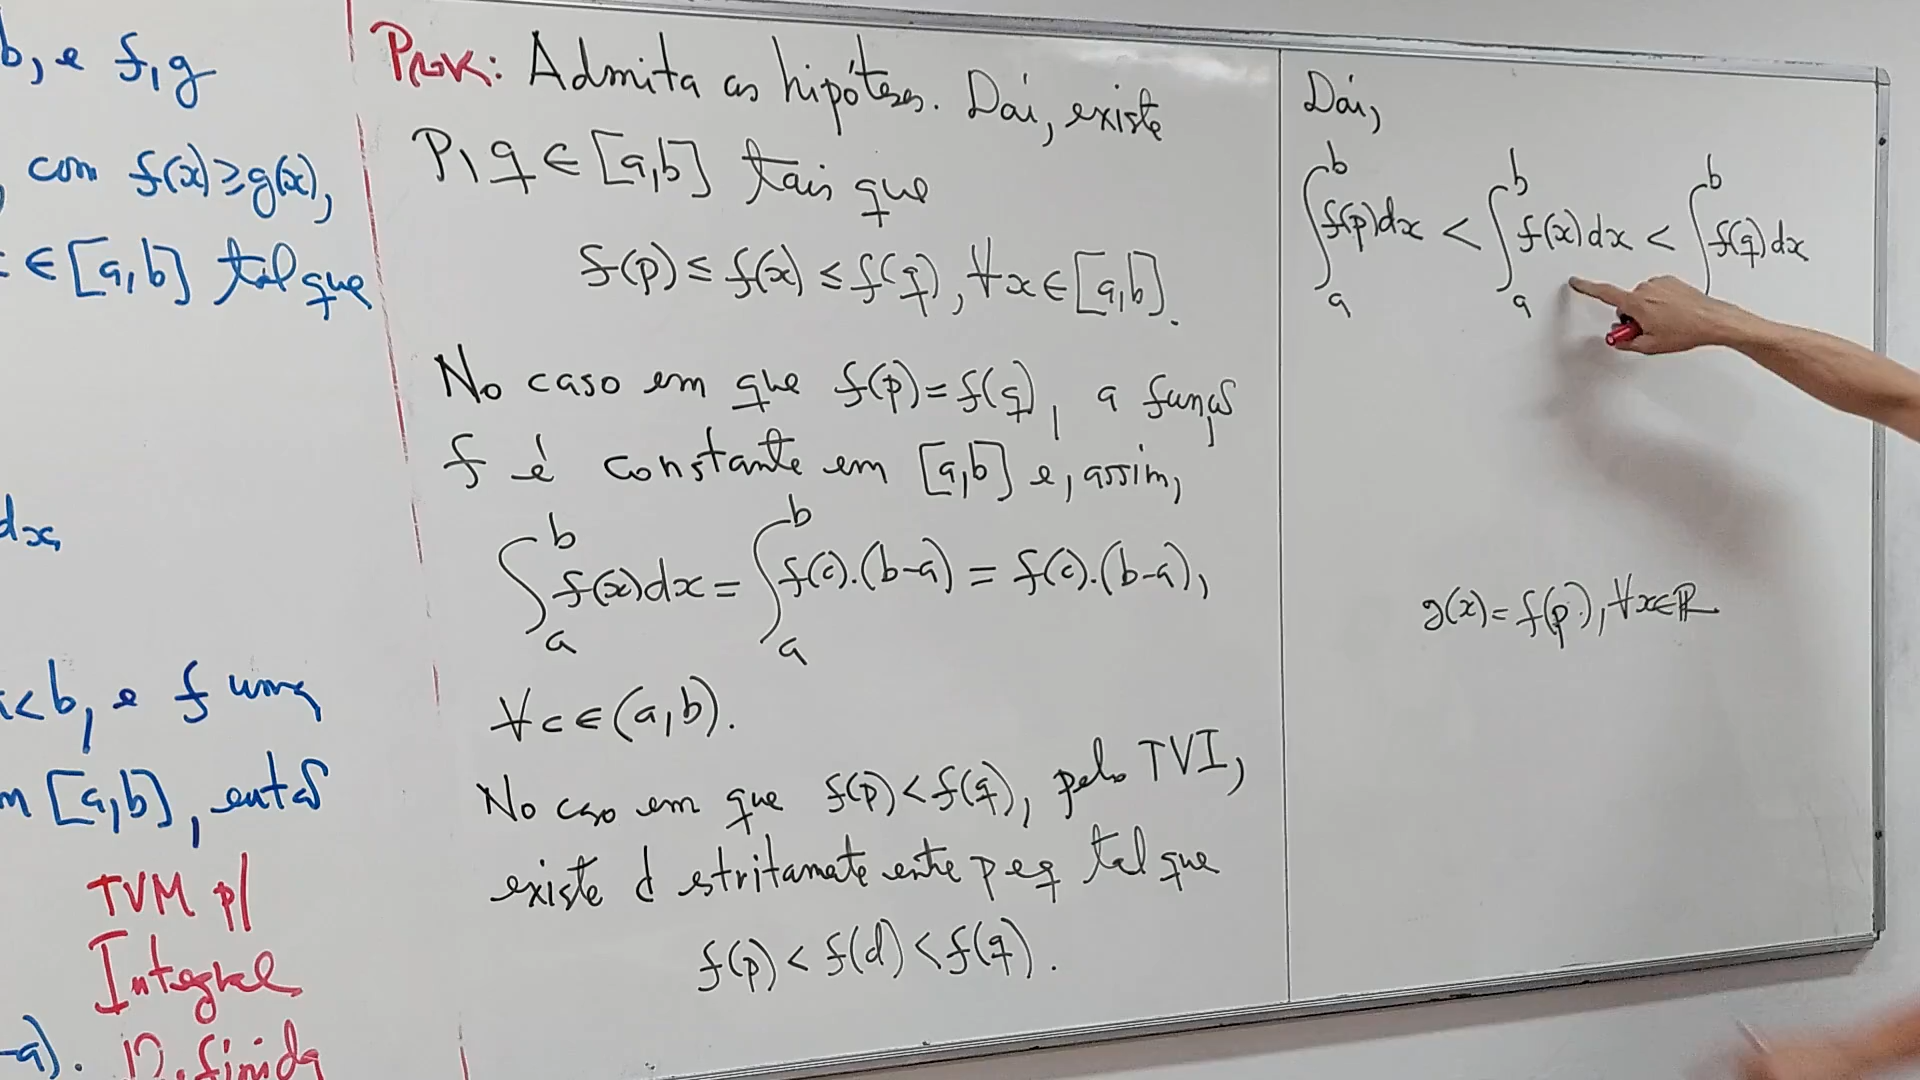 b, e f, g
, com f(x) ≥ g(x),
∈ [a,b] tal que
dx
a<b, e f uma
m [a,b], então
TVM p/
Integral
-a). Definida
Prova: Admita as hipóteses. Daí, existe
p, q ∈ [a,b] tais que
f(p) ≤ f(x) ≤ f(q), ∀x ∈ [a,b].
No caso em que f(p) = f(q), a função
f é constante em [a,b] e, assim,
∫_a^b f(x)dx = ∫_a^b f(c).(b-a) = f(c).(b-a),
∀c ∈ (a,b).
No caso em que f(p) < f(q), pelo TVI,
existe d estritamente entre p e q tal que
f(p) < f(d) < f(q).
Daí,
∫_a^b f(p)dx < ∫_a^b f(x)dx < ∫^b f(q)dx
g(x) = f(p), ∀x∈ℝ